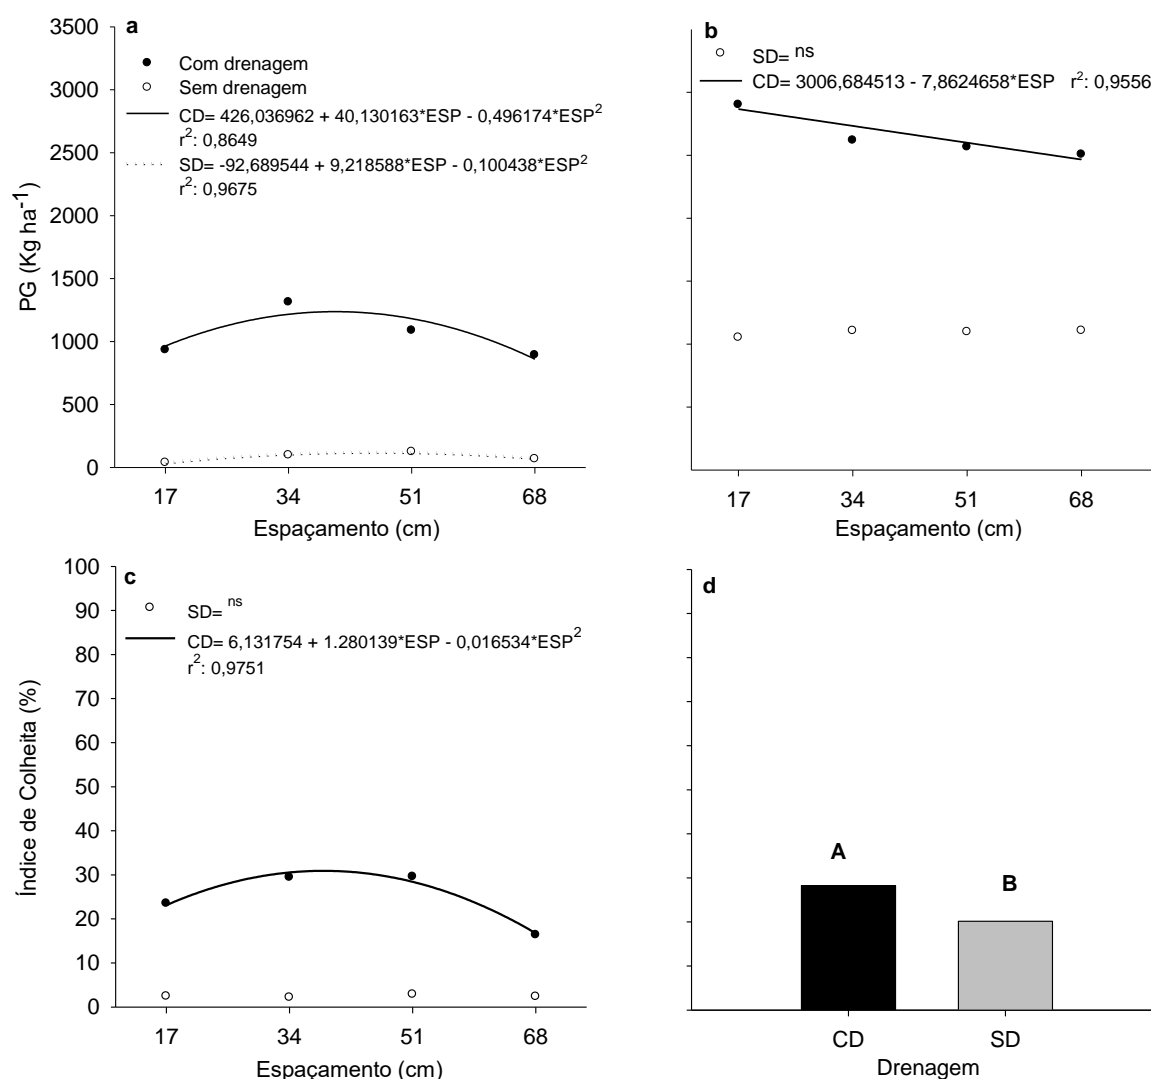 a
3500
3000
2500
2000
1500
1000
500
0
PG (Kg ha⁻¹)
Com drenagem
Sem drenagem
CD= 426,036962 + 40,130163*ESP - 0,496174*ESP²
r²: 0,8649
SD= -92,689544 + 9,218588*ESP - 0,100438*ESP²
r²: 0,9675
17 34 51 68
Espaçamento (cm)
b
SD= ns
CD= 3006,684513 - 7,8624658*ESP r²: 0,9556
17 34 51 68
Espaçamento (cm)
c
100
90
80
70
60
50
40
30
20
10
0
Índice de Colheita (%)
SD= ns
CD= 6,131754 + 1.280139*ESP - 0,016534*ESP²
r²: 0,9751
17 34 51 68
Espaçamento (cm)
d
A
B
CD SD
Drenagem